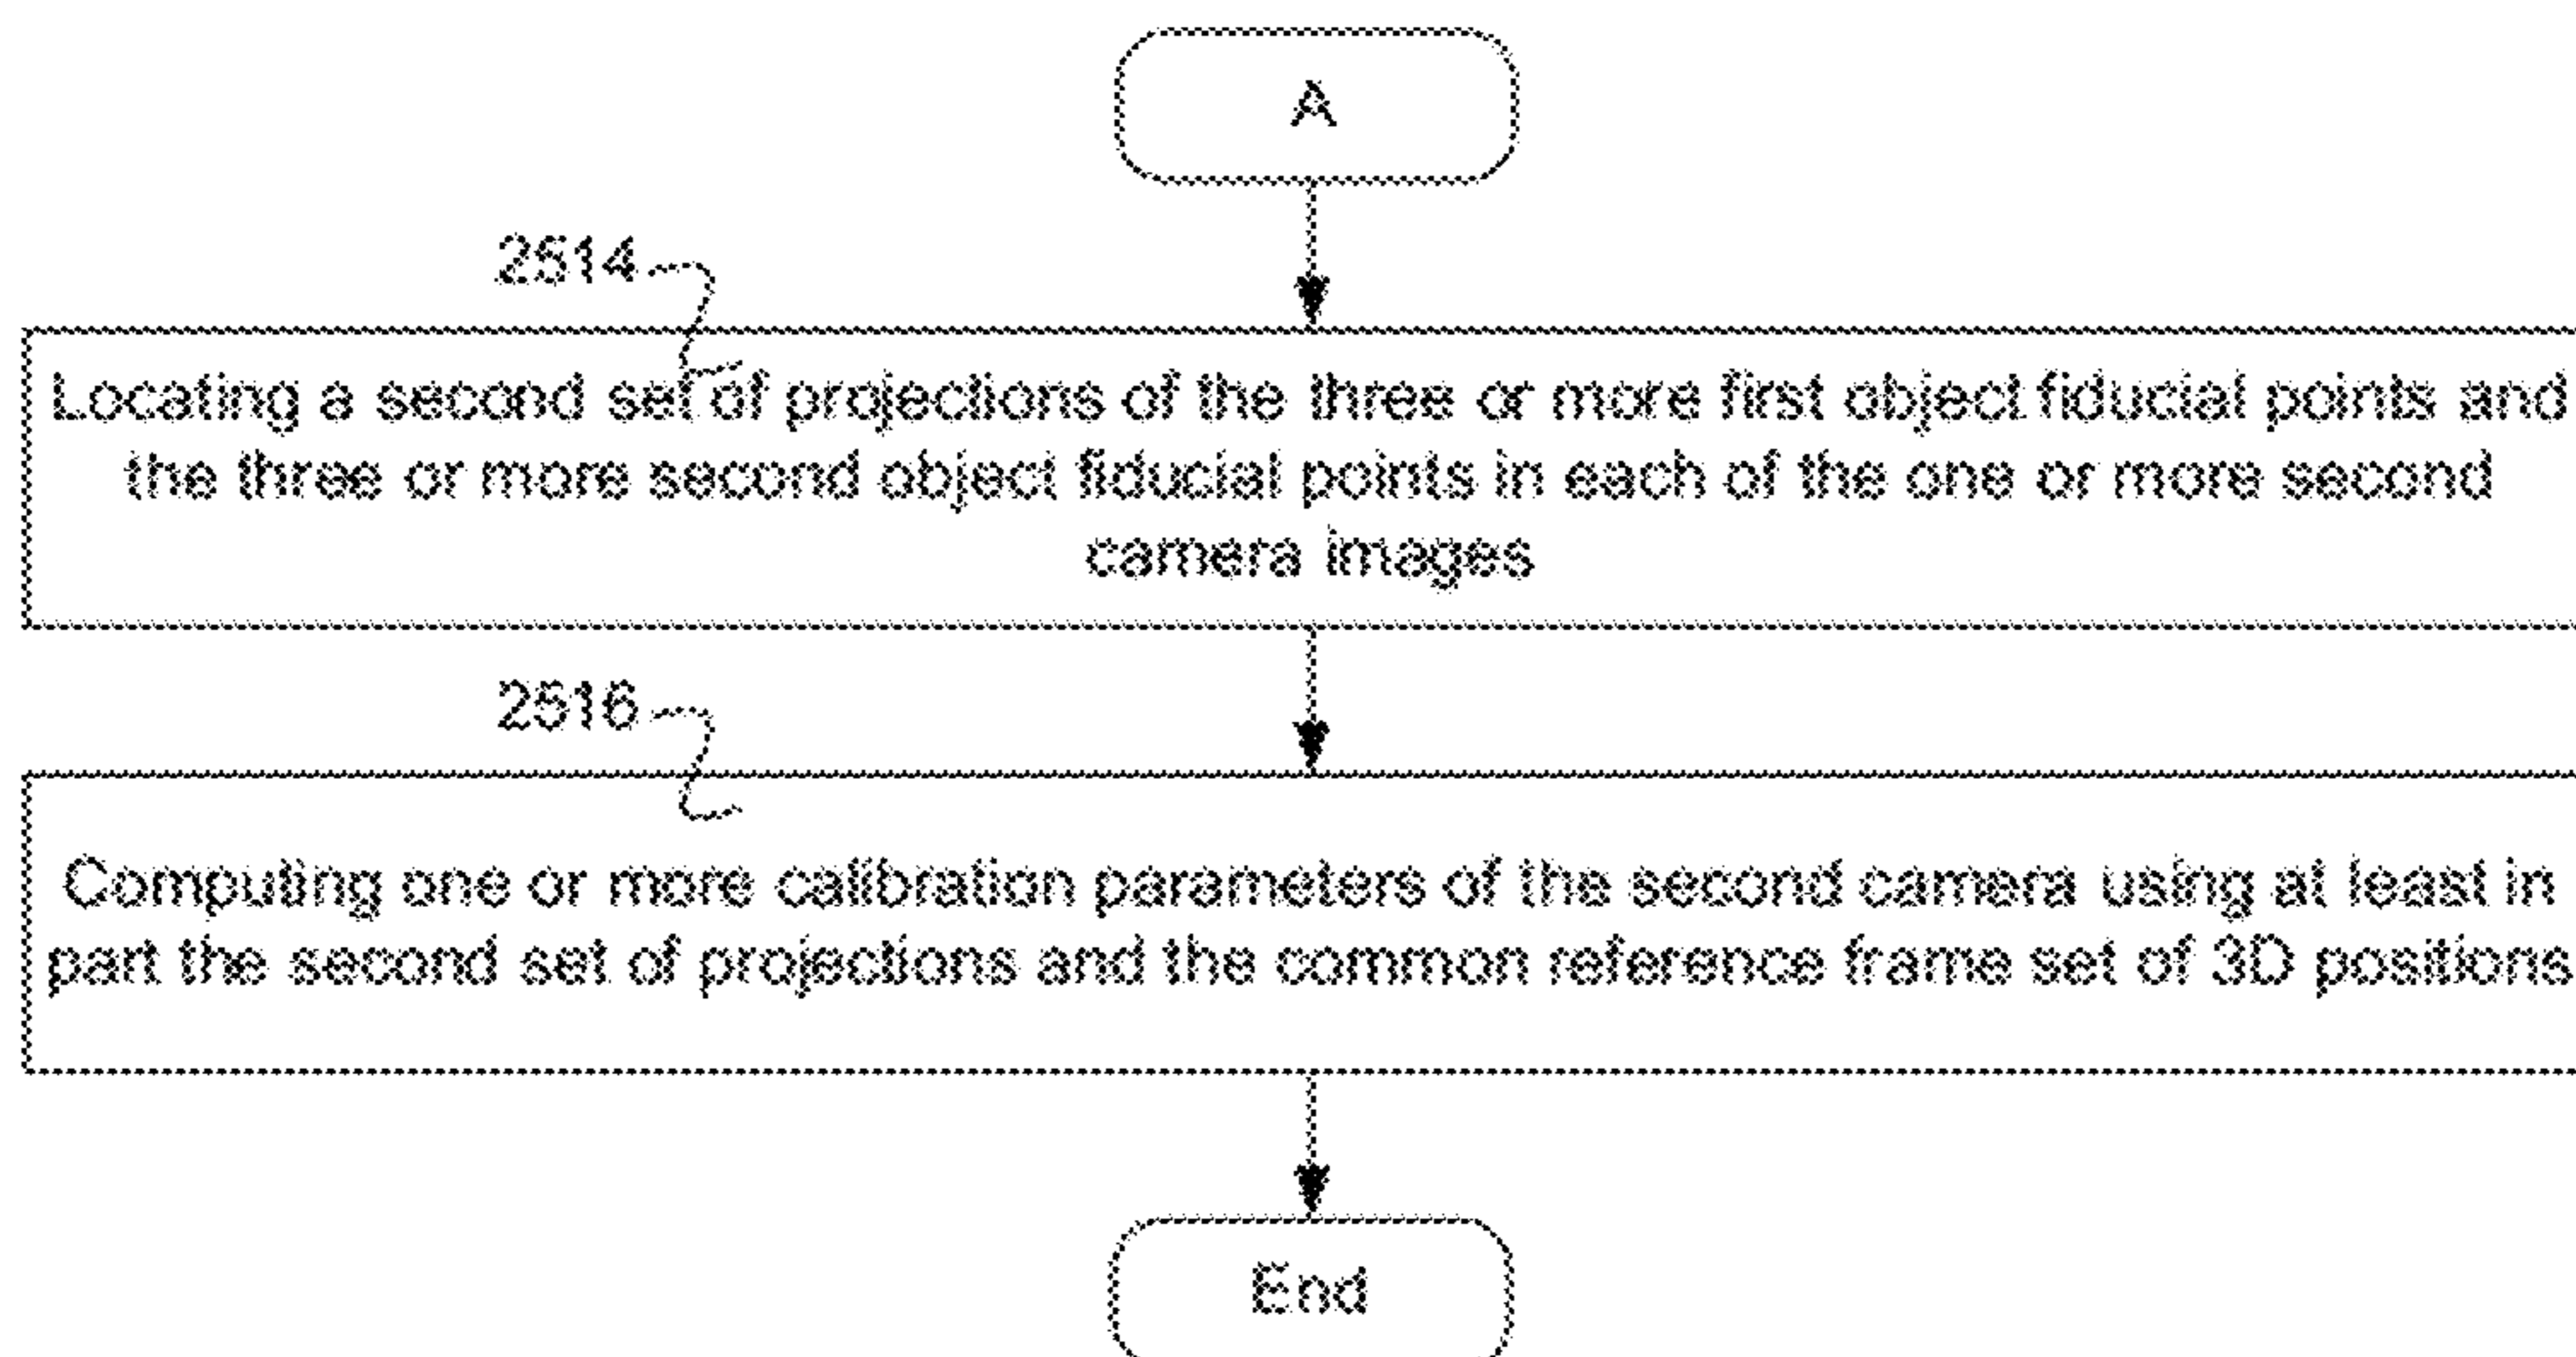 A
2514
Locating a second set of projections of the three or more first object fiducial points and
the three or more second object fiducial points in each of the one or more second
camera images
2516
Computing one or more calibration parameters of the second camera using at least in
part the second set of projections and the common reference frame set of 3D positions
End